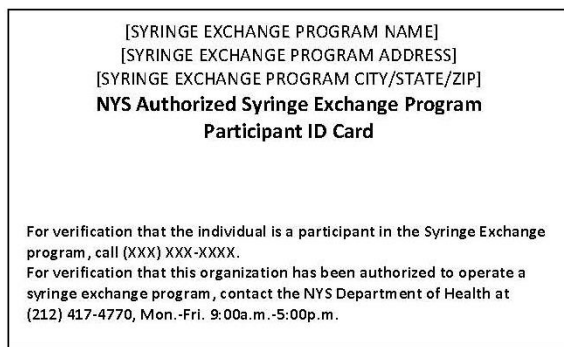 [SYRINGE EXCHANGE PROGRAM NAME]
[SYRINGE EXCHANGE PROGRAM ADDRESS]
[SYRINGE EXCHANGE PROGRAM CITY/STATE/ZIP]
NYS Authorized Syringe Exchange Program
Participant ID Card
For verification that the individual is a participant in the Syringe Exchange
program, call (XXX) XXX-XXXX.
For verification that this organization has been authorized to operate a
syringe exchange program, contact the NYS Department of Health at
(212) 417-4770, Mon.-Fri. 9:00a.m.-5:00p.m.